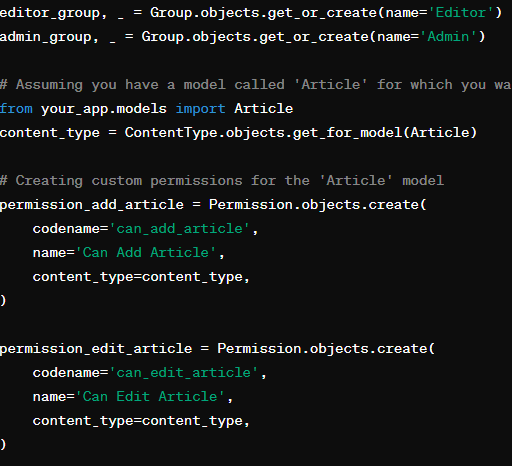 editor_group, _ = Group.objects.get_or_create(name='Editor')
admin_group, _ = Group.objects.get_or_create(name='Admin')

# Assuming you have a model called 'Article' for which you wa
from your_app.models import Article
content_type = ContentType.objects.get_for_model(Article)

# Creating custom permissions for the 'Article' model
permission_add_article = Permission.objects.create(
    codename='can_add_article',
    name='Can Add Article',
    content_type=content_type,
)

permission_edit_article = Permission.objects.create(
    codename='can_edit_article',
    name='Can Edit Article',
    content_type=content_type,
)